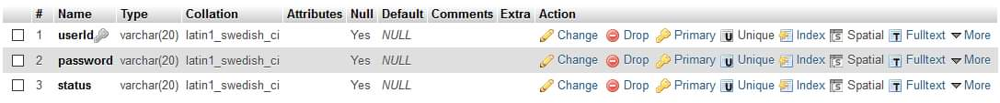 # Name Type Collation Attributes Null Default Comments Extra Action
1 userId varchar(20) latin1_swedish_ci Yes NULL Change Drop Primary Unique Index Spatial Fulltext More
2 password varchar(20) latin1_swedish_ci Yes NULL Change Drop Primary Unique Index Spatial Fulltext More
3 status varchar(20) latin1_swedish_ci Yes NULL Change Drop Primary Unique Index Spatial Fulltext More